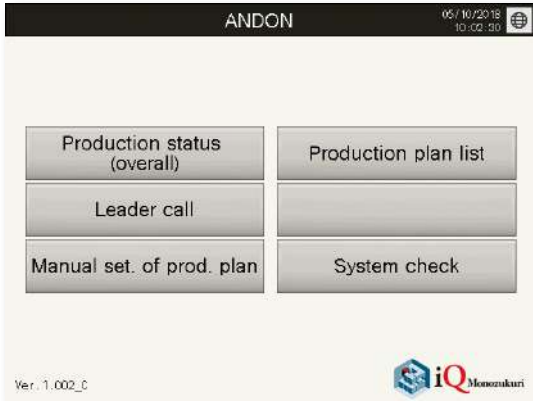 ANDON
05/10/2018
10:02:30
Production status
(overall)
Production plan list
Leader call
Manual set. of prod. plan
System check
Ver. 1.002_C
iQ Monozukuri